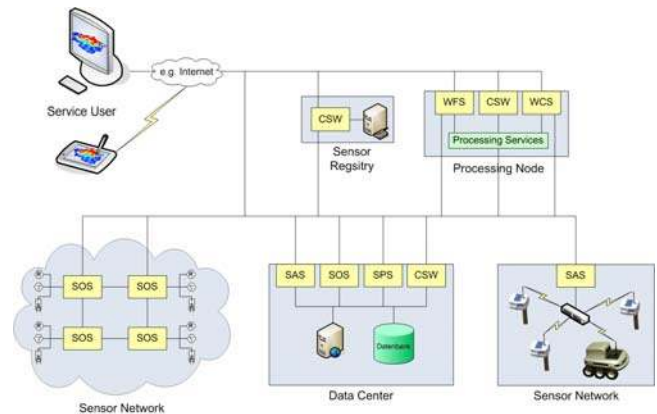 e.g. Internet
Service User
CSW
Sensor
Regsitry
WFS
CSW
WCS
Processing Services
Processing Node
SOS
SOS
SOS
SOS
Sensor Network
SAS
SOS
SPS
CSW
Datenbank
Data Center
SAS
Sensor Network